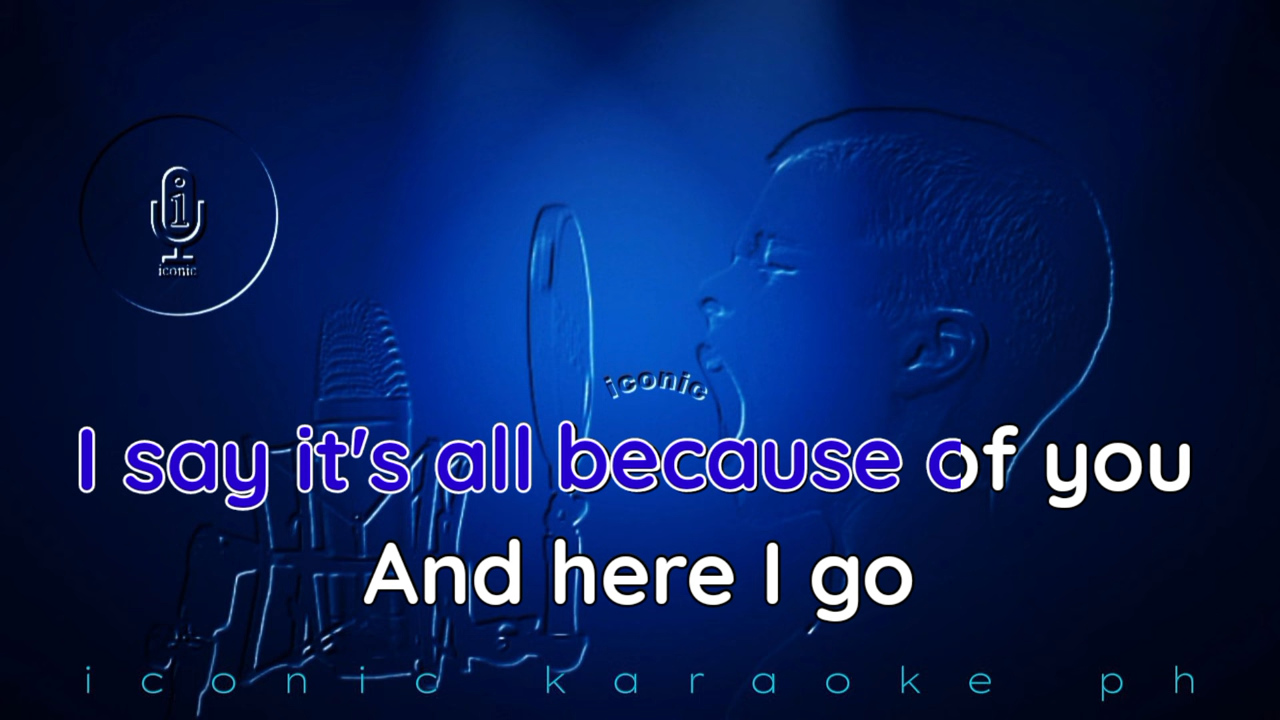 i
iconic
iconic
I say it's all because of you
And here I go
iconic karaoke ph